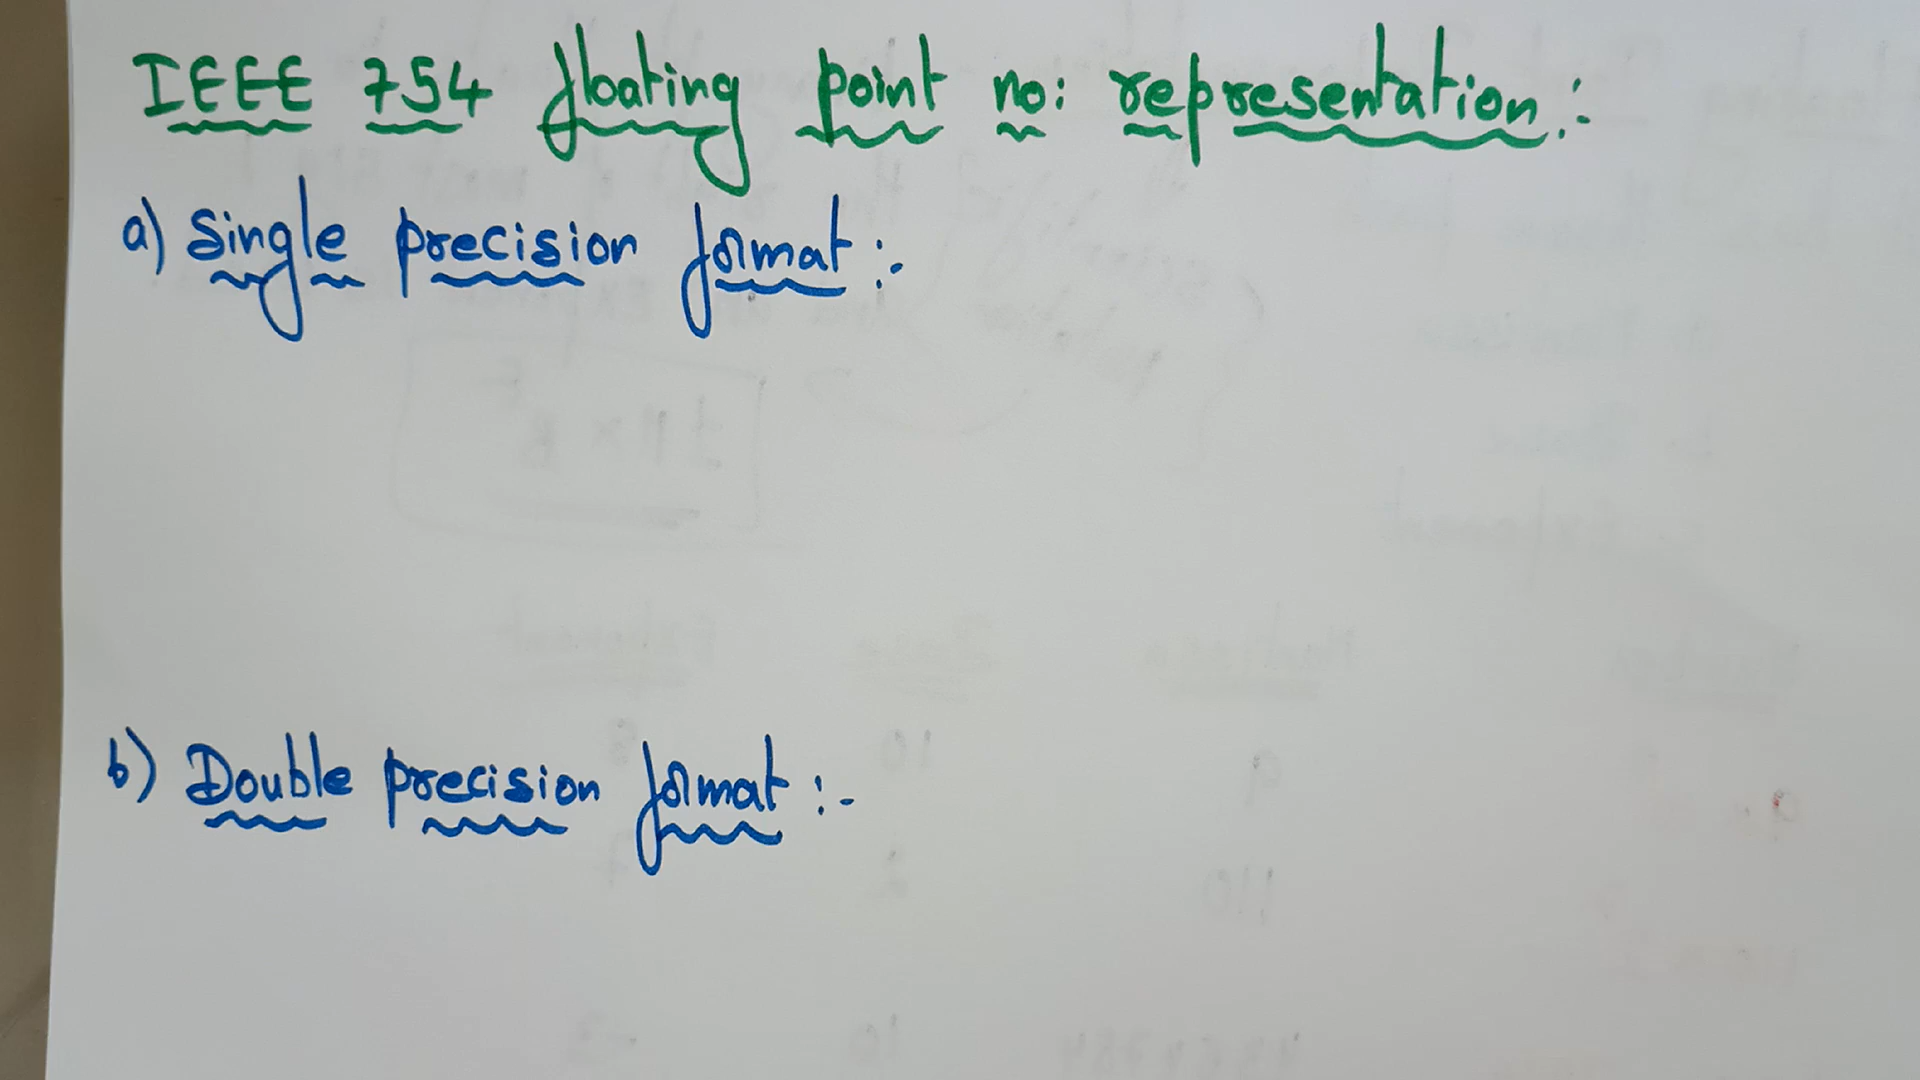 IEEE 754 floating point no: representation:-
a) Single precision format:-
b) Double precision format:-